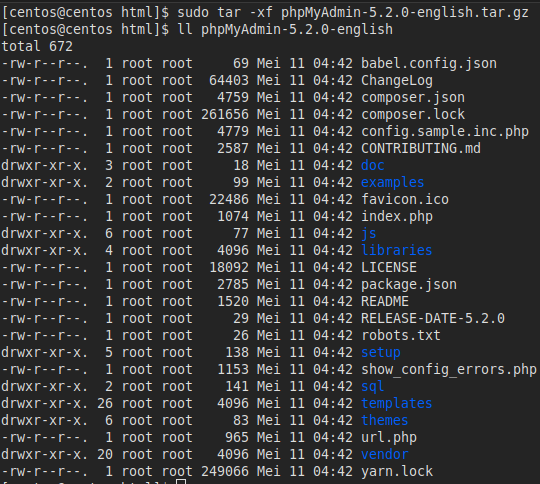 [centos@centos html]$ sudo tar -xf phpMyAdmin-5.2.0-english.tar.gz
[centos@centos html]$ ll phpMyAdmin-5.2.0-english
total 672
-rw-r--r--. 1 root root 69 Mei 11 04:42 babel.config.json
-rw-r--r--. 1 root root 64403 Mei 11 04:42 ChangeLog
-rw-r--r--. 1 root root 4759 Mei 11 04:42 composer.json
-rw-r--r--. 1 root root 261656 Mei 11 04:42 composer.lock
-rw-r--r--. 1 root root 4779 Mei 11 04:42 config.sample.inc.php
-rw-r--r--. 1 root root 2587 Mei 11 04:42 CONTRIBUTING.md
drwxr-xr-x. 3 root root 18 Mei 11 04:42 doc
drwxr-xr-x. 2 root root 99 Mei 11 04:42 examples
-rw-r--r--. 1 root root 22486 Mei 11 04:42 favicon.ico
-rw-r--r--. 1 root root 1074 Mei 11 04:42 index.php
drwxr-xr-x. 6 root root 77 Mei 11 04:42 js
drwxr-xr-x. 4 root root 4096 Mei 11 04:42 libraries
-rw-r--r--. 1 root root 18092 Mei 11 04:42 LICENSE
-rw-r--r--. 1 root root 2785 Mei 11 04:42 package.json
-rw-r--r--. 1 root root 1520 Mei 11 04:42 README
-rw-r--r--. 1 root root 29 Mei 11 04:42 RELEASE-DATE-5.2.0
-rw-r--r--. 1 root root 26 Mei 11 04:42 robots.txt
drwxr-xr-x. 5 root root 138 Mei 11 04:42 setup
-rw-r--r--. 1 root root 1153 Mei 11 04:42 show_config_errors.php
drwxr-xr-x. 2 root root 141 Mei 11 04:42 sql
drwxr-xr-x. 26 root root 4096 Mei 11 04:42 templates
drwxr-xr-x. 6 root root 83 Mei 11 04:42 themes
-rw-r--r--. 1 root root 965 Mei 11 04:42 url.php
drwxr-xr-x. 20 root root 4096 Mei 11 04:42 vendor
-rw-r--r--. 1 root root 249066 Mei 11 04:42 yarn.lock
[centos@centos html]$